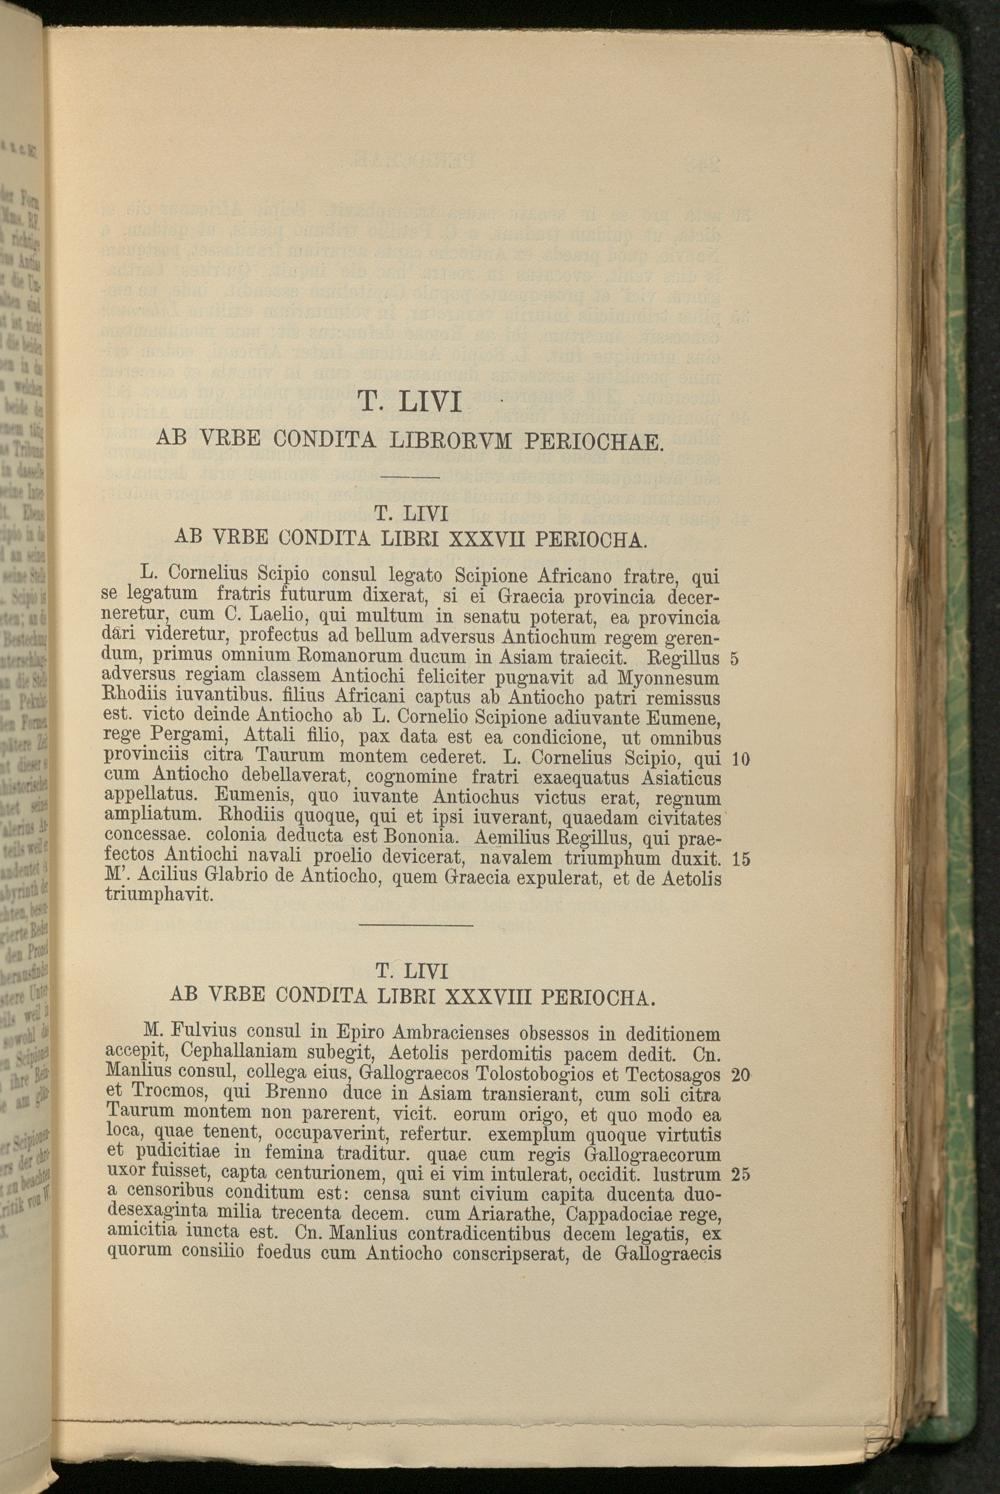 T. LIVI
AB VRBE CONDITA LIBRORVM PERIOCHAE.
T. LIVI
AB VRBE CONDITA LIBRI XXXVII PERIOCHA.
L. Cornelius Scipio consul legato Scipione Africano fratre, qui
se legatum fratris futurum dixerat, si ei Graecia provincia decer-
neretur, cum C. Laelio, qui multum in senatu poterat, ea provincia
dari videretur, profectus ad bellum adversus Antiochum regem geren-
dum, primus omnium Romanorum ducum in Asiam traiecit. Regillus 5
adversus regiam classem Antiochi feliciter pugnavit ad Myonnesum
Rhodiis iuvantibus. filius Africani captus ab Antiocho patri remissus
est. victo deinde Antiocho ab L. Cornelio Scipione adiuvante Eumene,
rege Pergami, Attali filio, pax data est ea condicione, ut omnibus
provinciis citra Taurum montem cederet. L. Cornelius Scipio, qui 10
cum Antiocho debellaverat, cognomine fratri exaequatus Asiaticus
appellatus. Eumenis, quo iuvante Antiochus victus erat, regnum
ampliatum. Rhodiis quoque, qui et ipsi iuverant, quaedam civitates
concessae. colonia deducta est Bononia. Aemilius Regillus, qui prae-
fectos Antiochi navali proelio devicerat, navalem triumphum duxit. 15
M'. Acilius Glabrio de Antiocho, quem Graecia expulerat, et de Aetolis
triumphavit.
T. LIVI
AB VRBE CONDITA LIBRI XXXVIII PERIOCHA.
M. Fulvius consul in Epiro Ambracienses obsessos in deditionem
accepit, Cephallaniam subegit, Aetolis perdomitis pacem dedit. Cn.
Manlius consul, collega eius, Gallograecos Tolostobogios et Tectosagos 20
et Trocmos, qui Brenno duce in Asiam transierant, cum soli citra
Taurum montem non parerent, vicit. eorum origo, et quo modo ea
loca, quae tenent, occupaverint, refertur. exemplum quoque virtutis
et pudicitiae in femina traditur. quae cum regis Gallograecorum
uxor fuisset, capta centurionem, qui ei vim intulerat, occidit. lustrum 25
a censoribus conditum est: censa sunt civium capita ducenta duo-
desexaginta milia trecenta decem. cum Ariarathe, Cappadociae rege,
amicitia iuncta est. Cn. Manlius contradicentibus decem legatis, ex
quorum consilio foedus cum Antiocho conscripserat, de Gallograecis